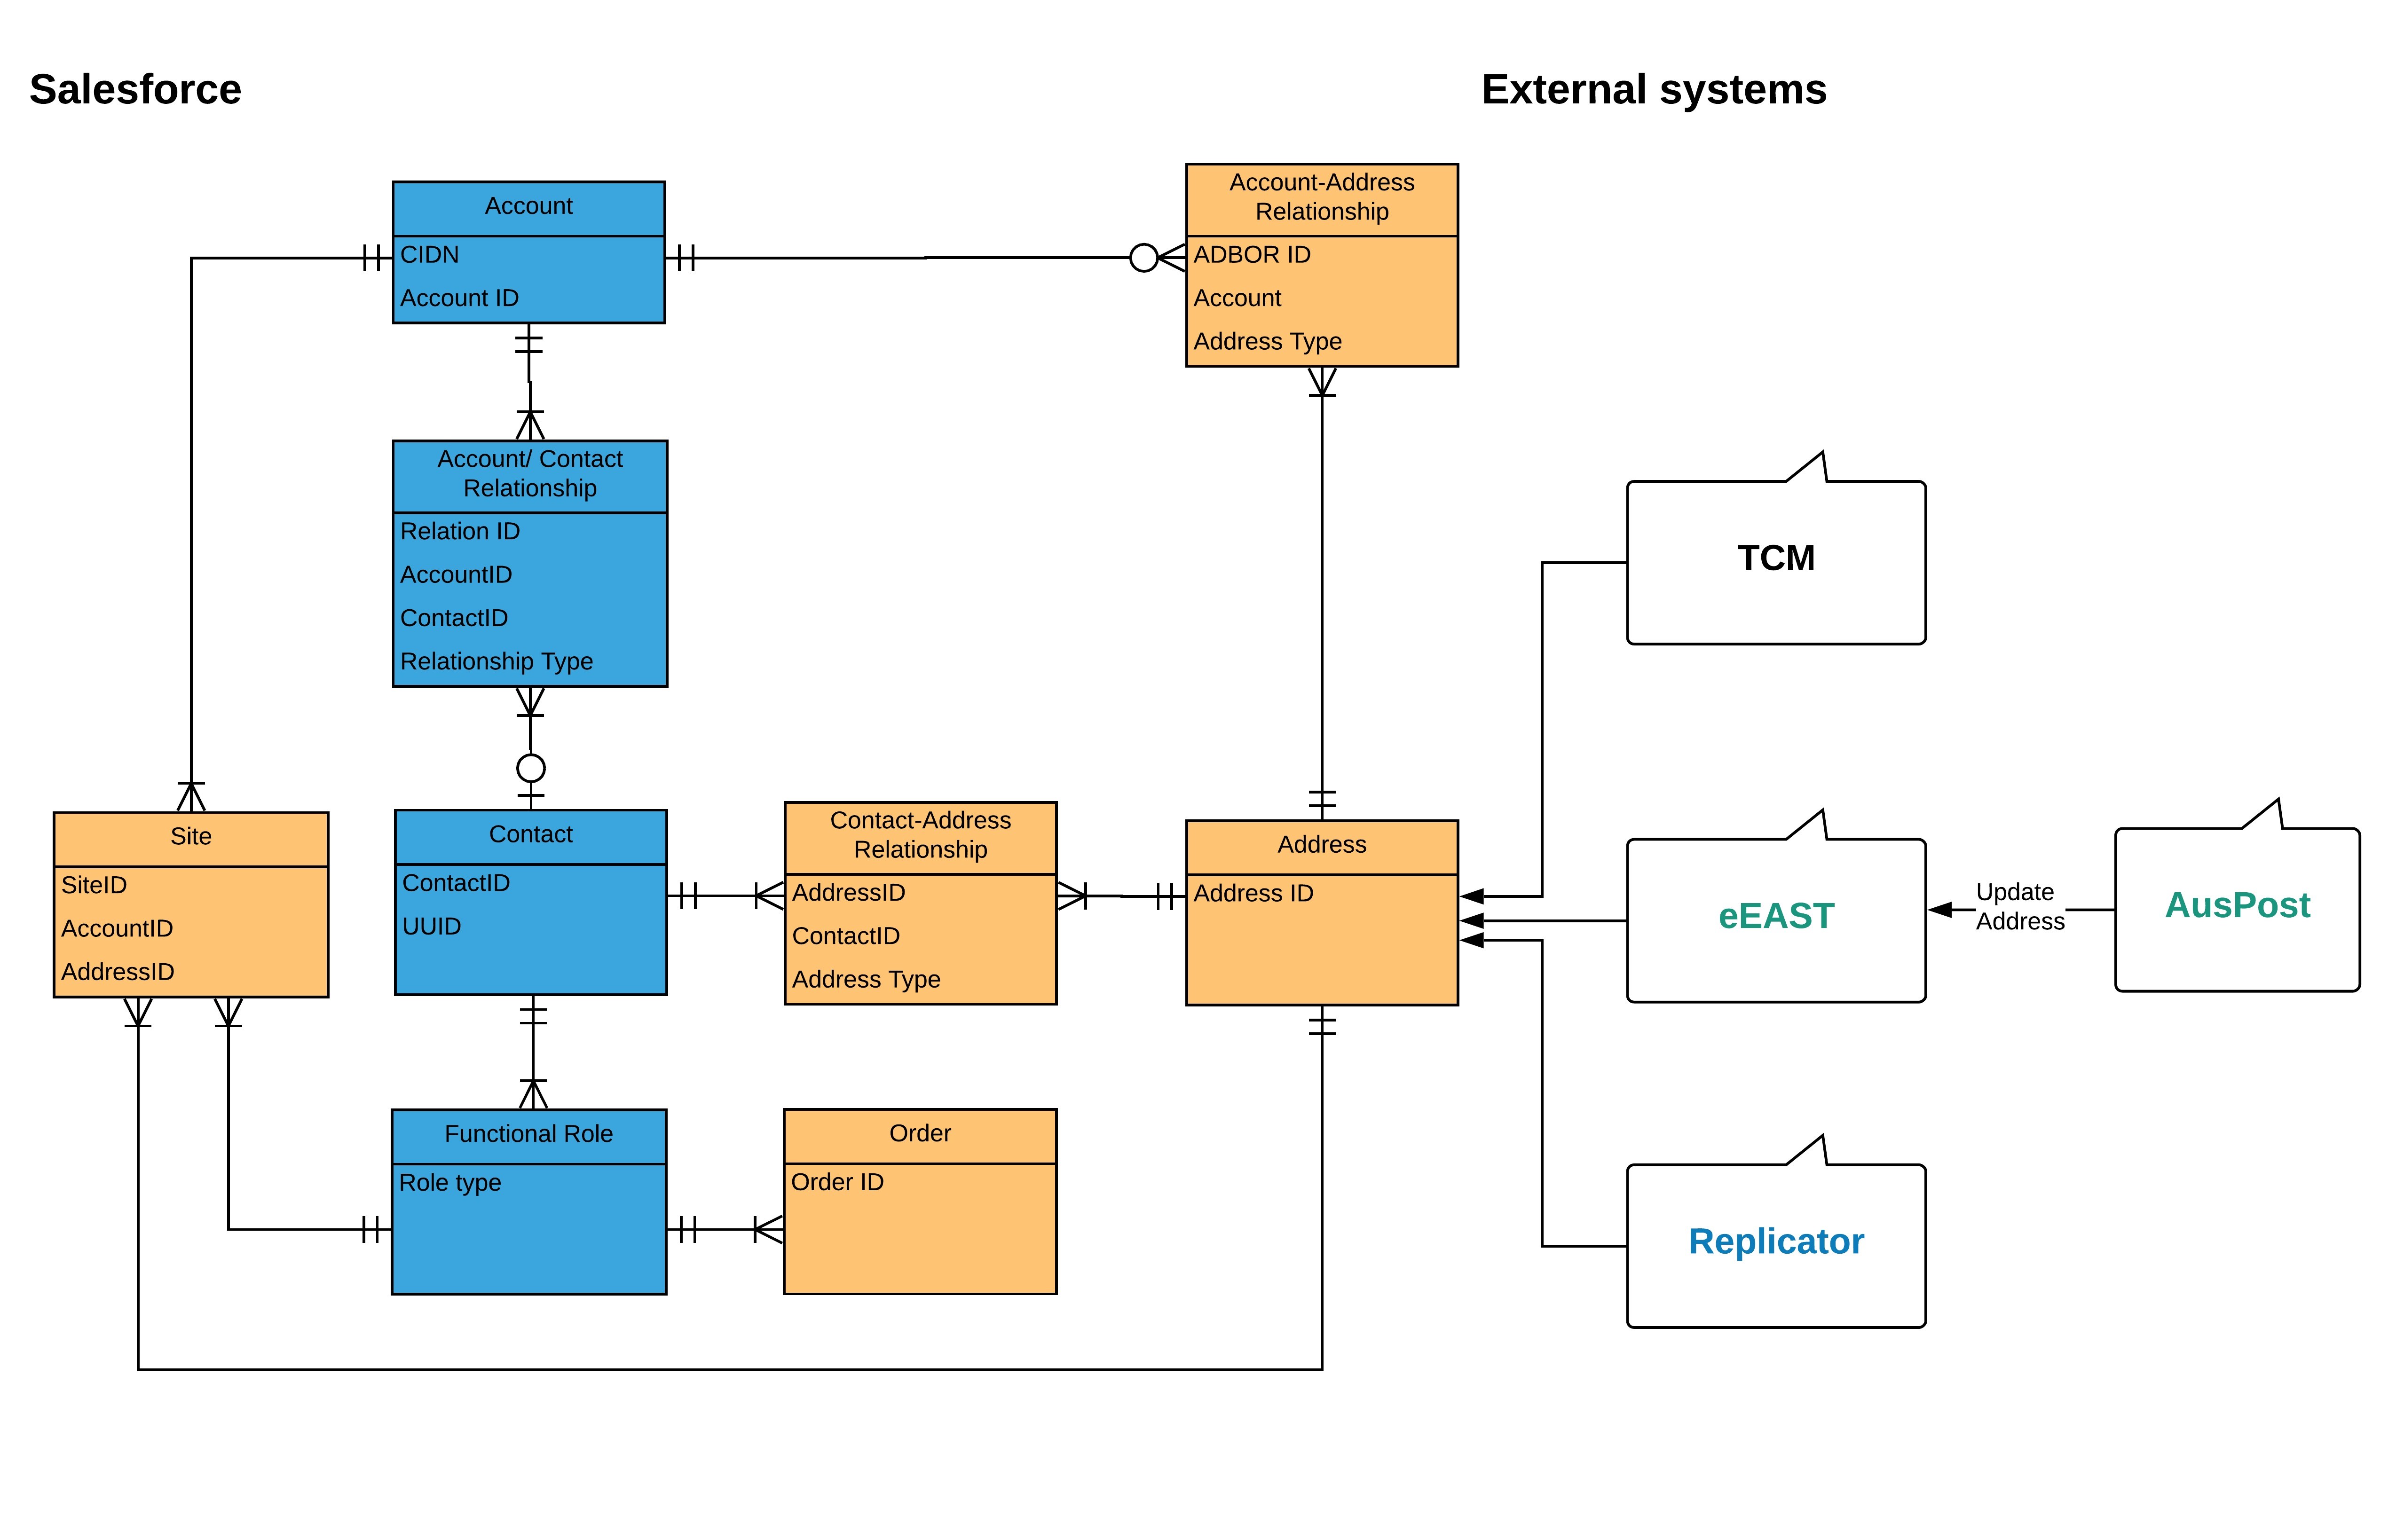 Salesforce
External systems
Account
CIDN
Account ID
Account-Address
Relationship
ADBOR ID
Account
Address Type
Account/ Contact
Relationship
Relation ID
AccountID
ContactID
Relationship Type
TCM
Site
SiteID
AccountID
AddressID
Contact
ContactID
UUID
Contact-Address
Relationship
AddressID
ContactID
Address Type
Address
Address ID
eEAST
Update
Address
AusPost
Functional Role
Role type
Order
Order ID
Replicator